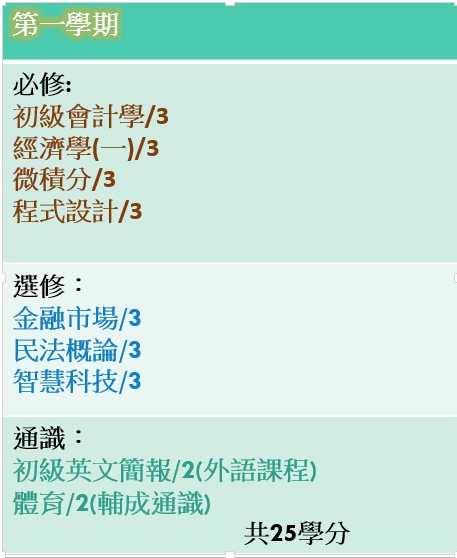 第一學期
必修:
初級會計學/3
經濟學(一)/3
微積分/3
程式設計/3
選修：
金融市場/3
民法概論/3
智慧科技/3
通識：
初級英文簡報/2(外語課程)
體育/2(輔成通識)
共25學分